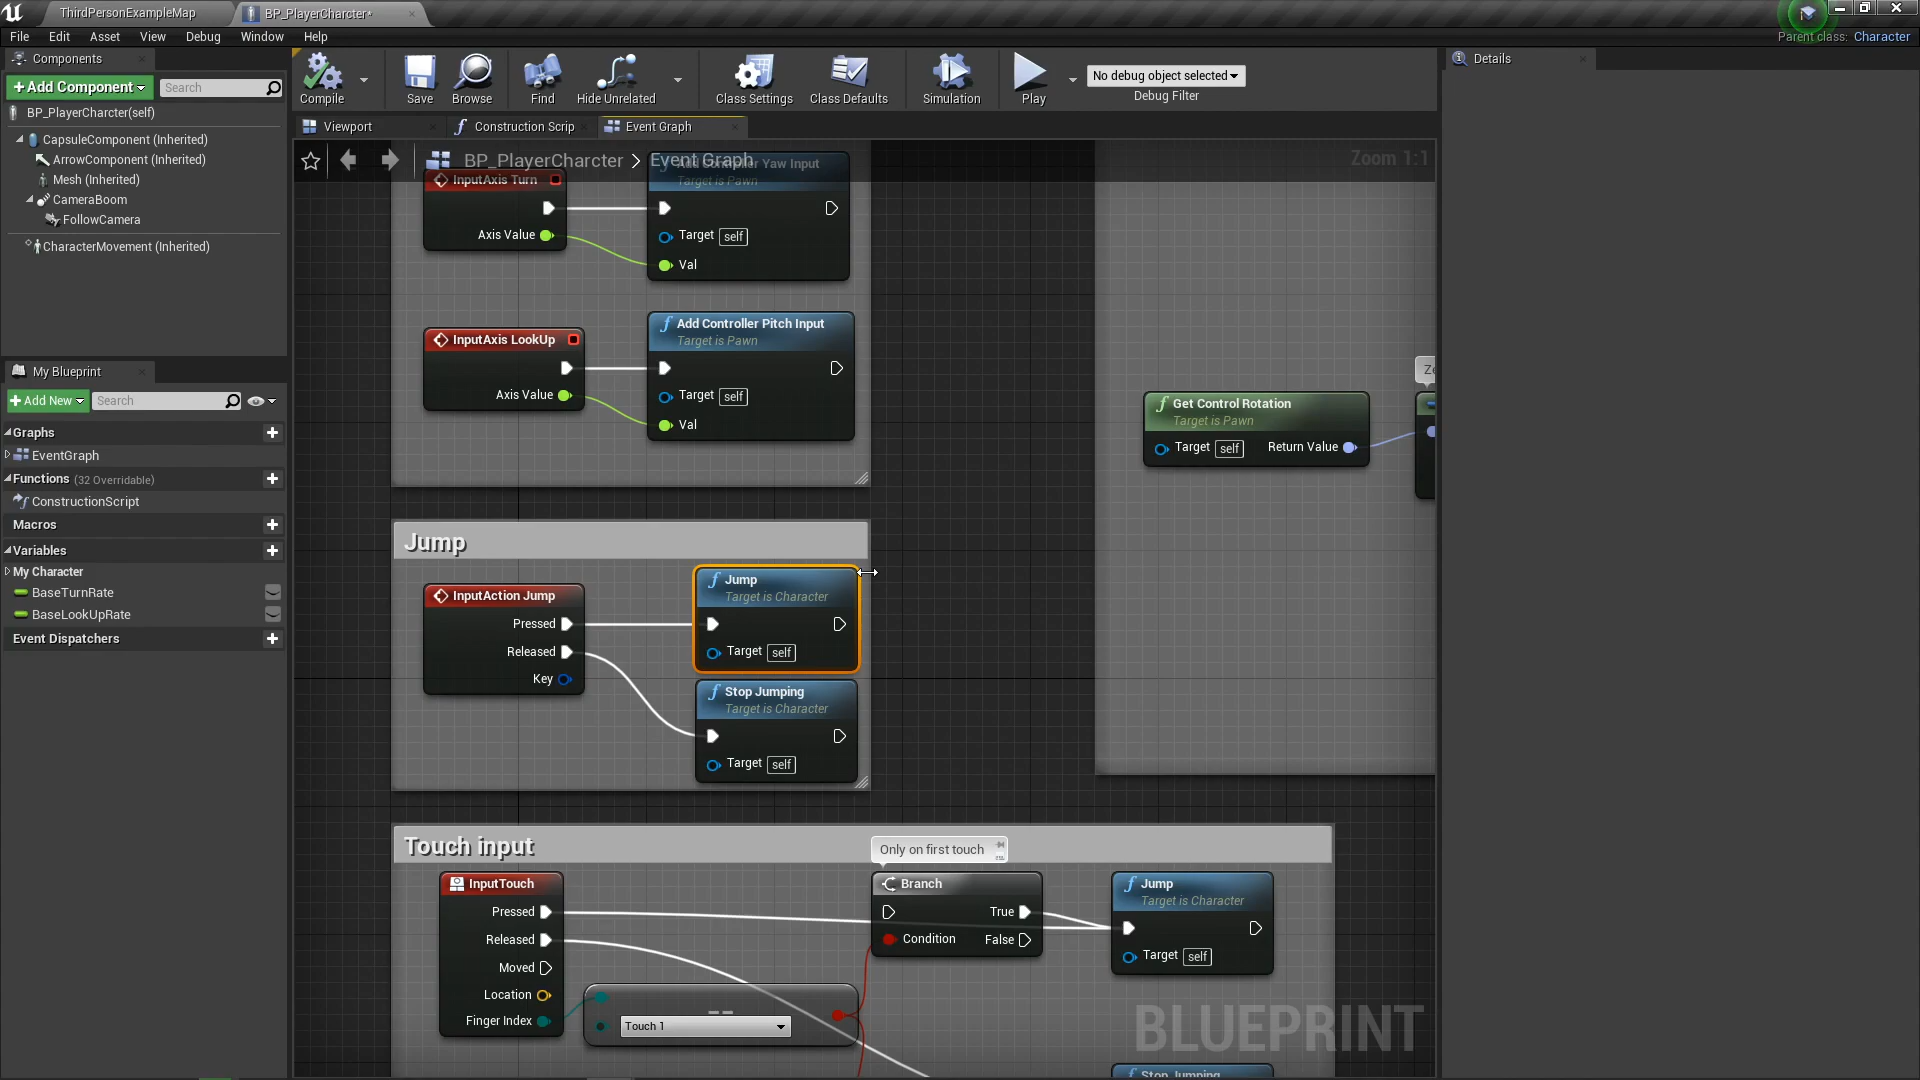 ThirdPersonExampleMap
BP_PlayerCharcter*
File Edit Asset View Debug Window Help
Parent class: Character
Components
Details
+Add Component
Search
BP_PlayerCharcter(self)
CapsuleComponent (Inherited)
ArrowComponent (Inherited)
Mesh (Inherited)
CameraBoom
FollowCamera
CharacterMovement (Inherited)
Compile
Save
Browse
Find
Hide Unrelated
Class Settings
Class Defaults
Simulation
Play
No debug object selected
Debug Filter
Viewport
Construction Scrip
Event Graph
BP_PlayerCharcter > Event Graph
Zoom 1:1
My Blueprint
+Add New
Search
Graphs
EventGraph
Functions (32 Overridable)
ConstructionScript
Macros
Variables
My Character
BaseTurnRate
BaseLookUpRate
Event Dispatchers
InputAxis Turn
Axis Value
Add Controller Yaw Input
Target is Pawn
Target self
Val
InputAxis LookUp
Axis Value
Add Controller Pitch Input
Target is Pawn
Target self
Val
Get Control Rotation
Target is Pawn
Target self Return Value
Jump
InputAction Jump
Pressed
Released
Key
Jump
Target is Character
Target self
Stop Jumping
Target is Character
Target self
Touch input
Only on first touch
InputTouch
Pressed
Released
Moved
Location
Finger Index
==
Touch 1
Branch
True
Condition False
Jump
Target is Character
Target self
Stop Jumping
BLUEPRINT